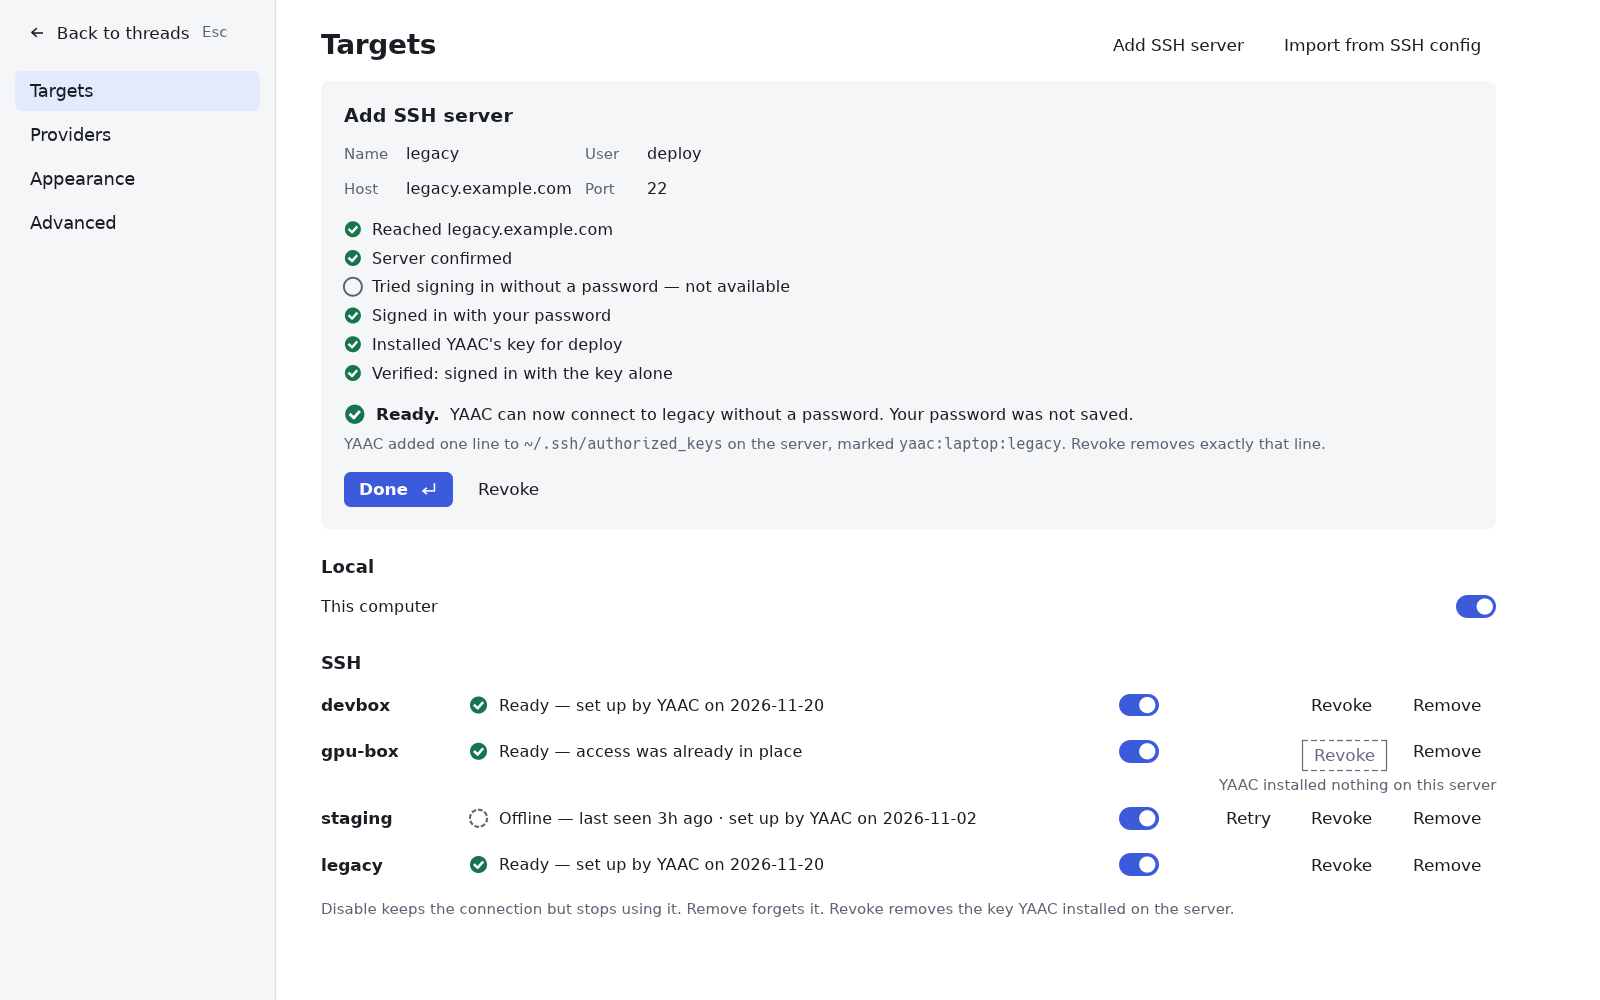 Back to threads Esc
Targets
Providers
Appearance
Advanced
Targets
Add SSH server
Import from SSH config
Add SSH server
Name legacy User deploy
Host legacy.example.com Port 22
Reached legacy.example.com
Server confirmed
Tried signing in without a password — not available
Signed in with your password
Installed YAAC's key for deploy
Verified: signed in with the key alone
Ready. YAAC can now connect to legacy without a password. Your password was not saved.
YAAC added one line to ~/.ssh/authorized_keys on the server, marked yaac:laptop:legacy. Revoke removes exactly that line.
Done Revoke
Local
This computer
SSH
devbox Ready — set up by YAAC on 2026-11-20 Revoke Remove
gpu-box Ready — access was already in place Revoke Remove
YAAC installed nothing on this server
staging Offline — last seen 3h ago · set up by YAAC on 2026-11-02 Retry Revoke Remove
legacy Ready — set up by YAAC on 2026-11-20 Revoke Remove
Disable keeps the connection but stops using it. Remove forgets it. Revoke removes the key YAAC installed on the server.